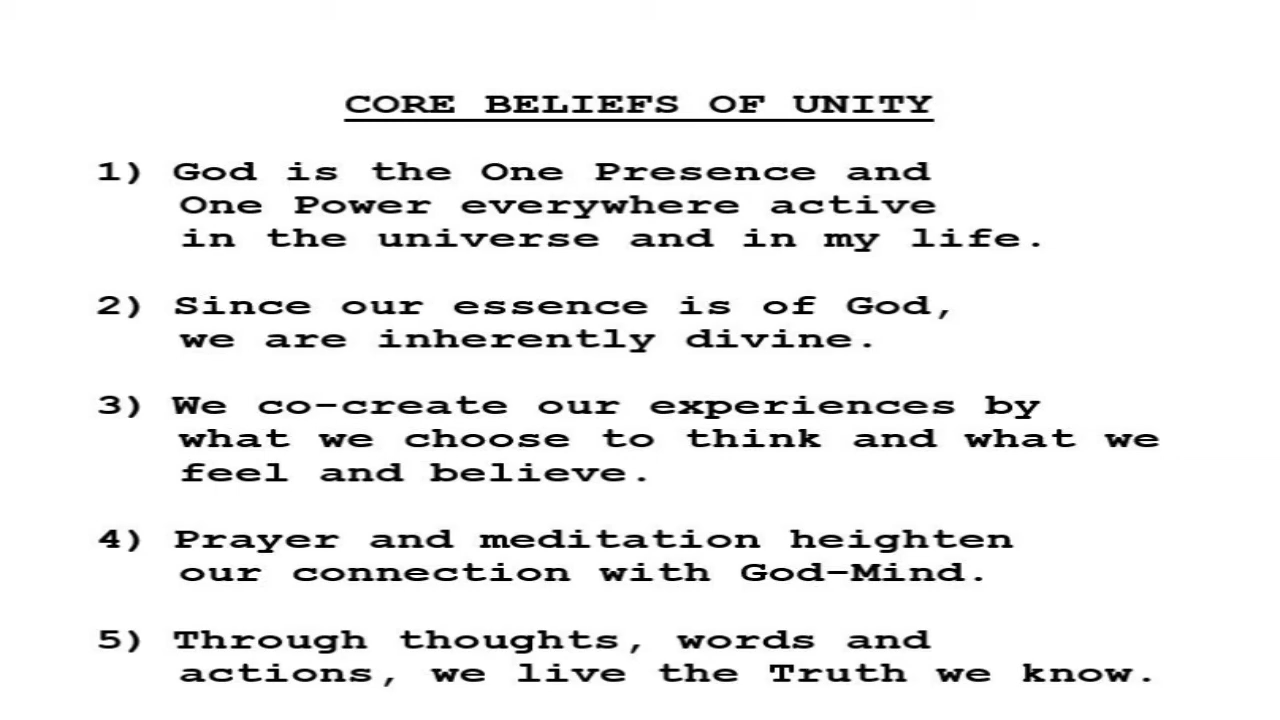 CORE BELIEFS OF UNITY
1) God is the One Presence and
One Power everywhere active
in the universe and in my life.
2) Since our essence is of God,
we are inherently divine.
3) We co-create our experiences by
what we choose to think and what we
feel and believe.
4) Prayer and meditation heighten
our connection with God-Mind.
5) Through thoughts, words and
actions, we live the Truth we know.